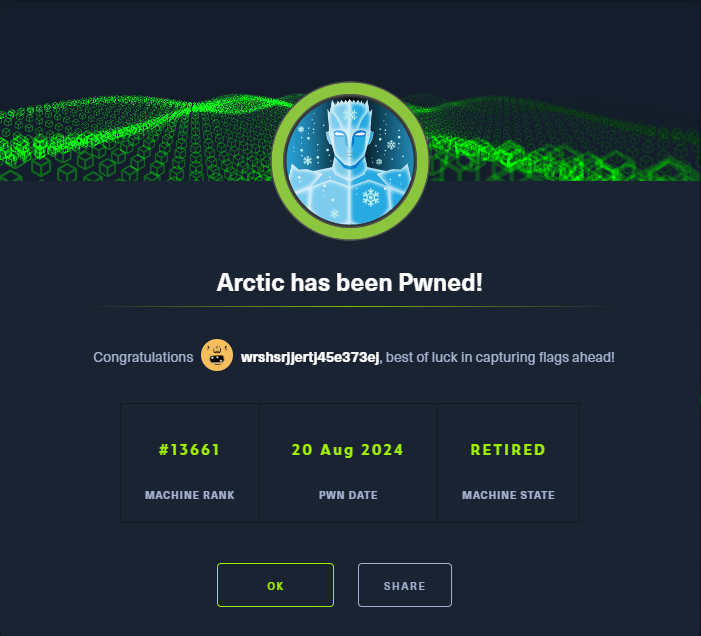 Arctic has been Pwned!
Congratulations wrshsrjjertj45e373ej, best of luck in capturing flags ahead!
#13661 20 Aug 2024 RETIRED
MACHINE RANK PWN DATE MACHINE STATE
OK SHARE